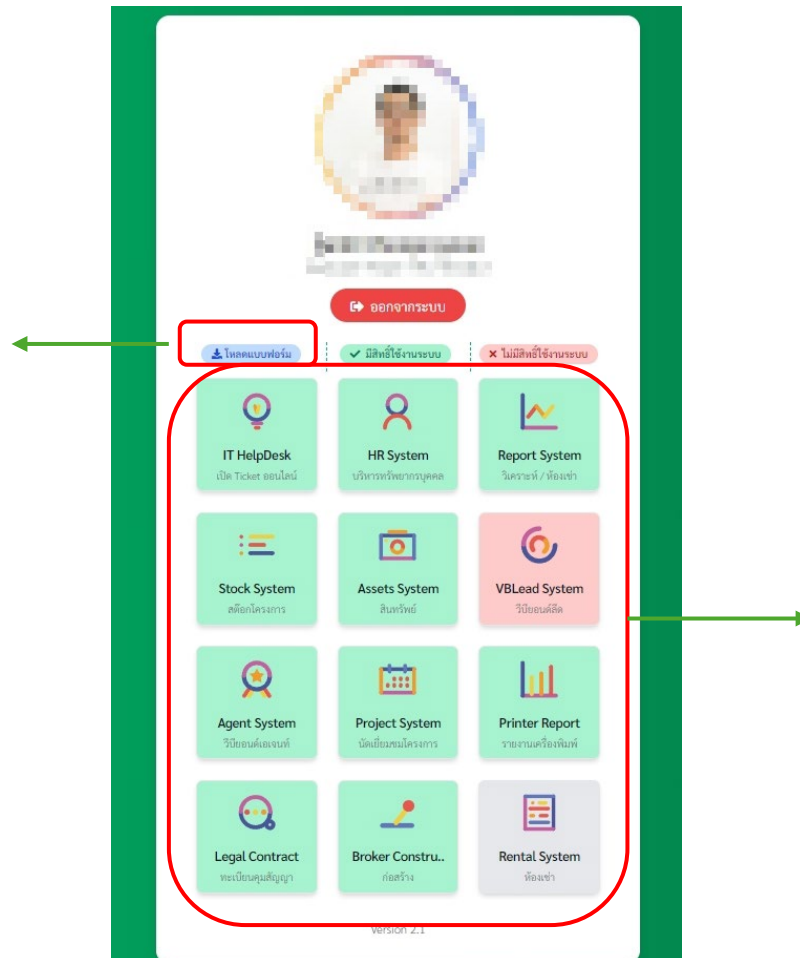 ออกจากระบบ
โหลดแบบฟอร์ม
มีสิทธิ์ใช้งานระบบ
ไม่มีสิทธิ์ใช้งานระบบ
IT HelpDesk
เปิด Ticket ออนไลน์
HR System
บริหารทรัพยากรบุคคล
Report System
วิเคราะห์ / ห้องเช่า
Stock System
สต๊อกโครงการ
Assets System
สินทรัพย์
VBLead System
วีบียอนด์ลีด
Agent System
วีบียอนด์เอเจนท์
Project System
นัดเยี่ยมชมโครงการ
Printer Report
รายงานเครื่องพิมพ์
Legal Contract
ทะเบียนคุมสัญญา
Broker Constru..
ก่อสร้าง
Rental System
ห้องเช่า
Version 2.1